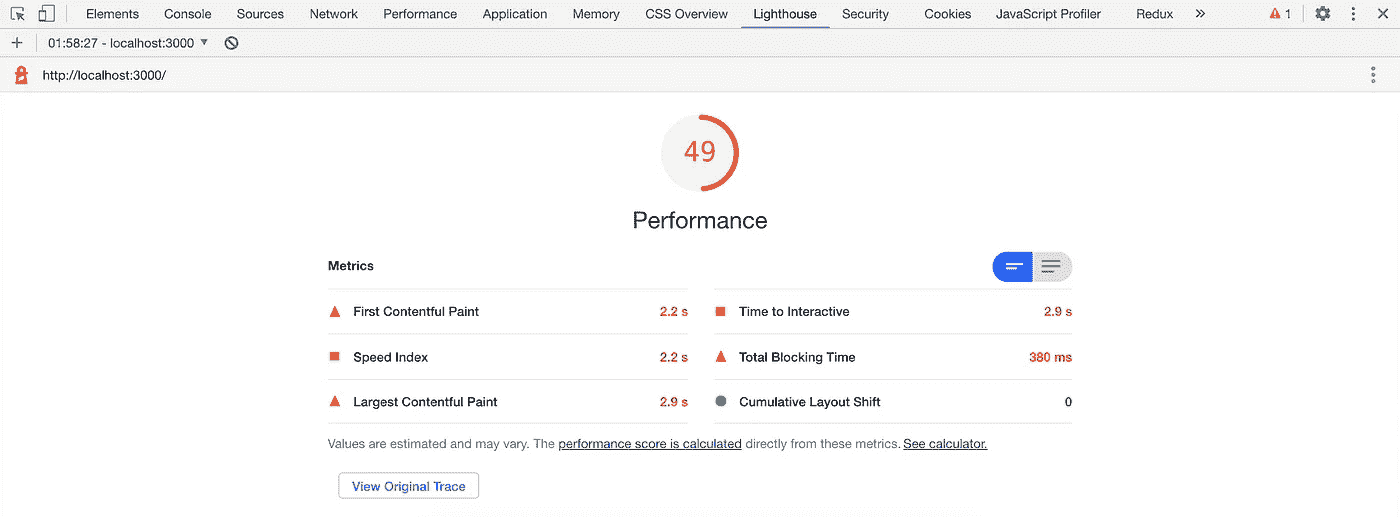 Elements Console Sources Network Performance Application Memory CSS Overview Lighthouse Security Cookies JavaScript Profiler Redux » 1
01:58:27 - localhost:3000
http://localhost:3000/
49
Performance
Metrics
First Contentful Paint 2.2 s
Time to Interactive 2.9 s
Speed Index 2.2 s
Total Blocking Time 380 ms
Largest Contentful Paint 2.9 s
Cumulative Layout Shift 0
Values are estimated and may vary. The performance score is calculated directly from these metrics. See calculator.
View Original Trace